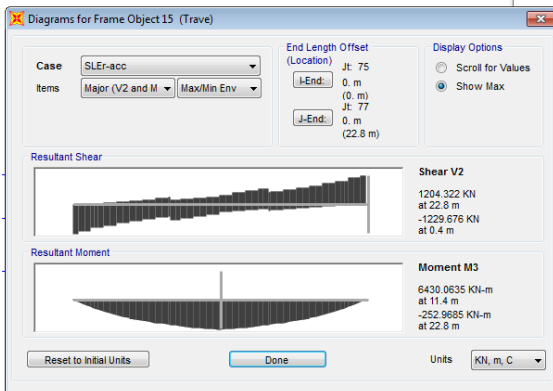 Diagrams for Frame Object 15 (Trave)
Case SLEr-acc
Items Major (V2 and M Max/Min Env
End Length Offset
(Location)
Jt: 75
I-End: 0. m
(0. m)
Jt: 77
J-End: 0. m
(22.8 m)
Display Options
Scroll for Values
Show Max
Resultant Shear
Shear V2
1204.322 KN
at 22.8 m
-1229.676 KN
at 0.4 m
Resultant Moment
Moment M3
6430.0635 KN-m
at 11.4 m
-252.9685 KN-m
at 22.8 m
Reset to Initial Units Done Units KN, m, C